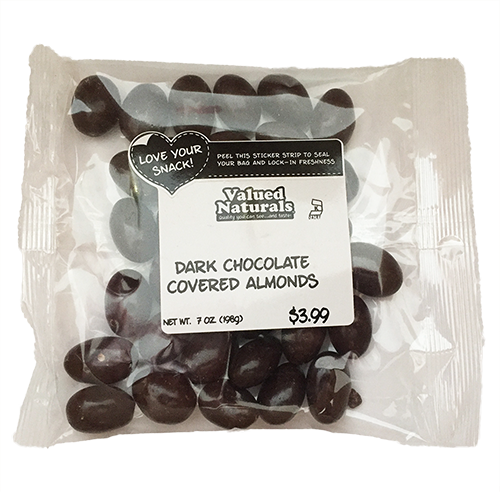 LOVE YOUR
SNACK!
PEEL THIS STICKER STRIP TO SEAL
YOUR BAG AND LOCK-IN FRESHNESS
Valued
Naturals
Quality you can see...and taste!
DARK CHOCOLATE
COVERED ALMONDS
NET WT. 7 OZ. (198g)
$3.99